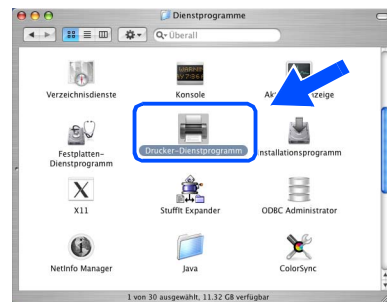 Dienstprogramme
Überall
Verzeichnisdienste
Konsole
Festplatten-
Dienstprogramm
Drucker-Dienstprogramm
nstallationsprogramm
X11
StuffIt Expander
ODBC Administrator
NetInfo Manager
Java
ColorSync
1 von 30 ausgewählt, 11.32 GB verfügbar